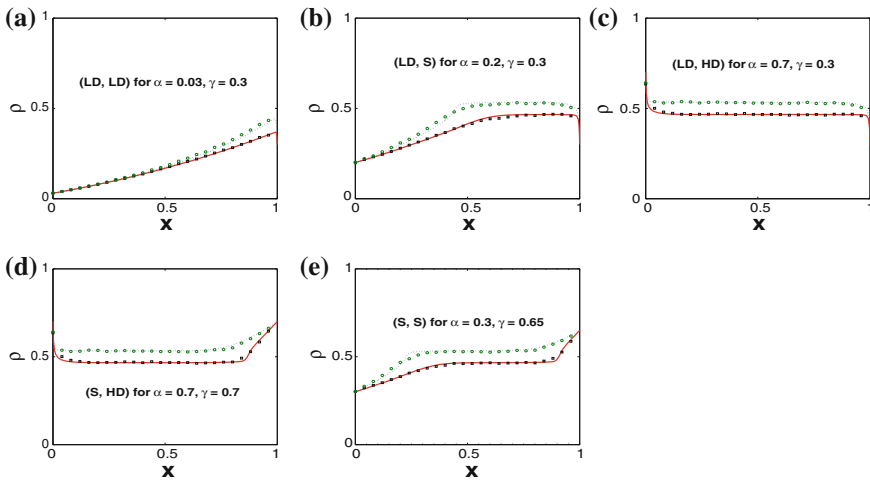 (a)
1
(LD, LD) for α = 0.03, γ = 0.3
ρ
0.5
0
0
0.5
1
x
(b)
1
(LD, S) for α = 0.2, γ = 0.3
ρ
0.5
0
0
0.5
1
x
(c)
1
(LD, HD) for α = 0.7, γ = 0.3
ρ
0.5
0
0
0.5
1
x
(d)
1
ρ
0.5
(S, HD) for α = 0.7, γ = 0.7
0
0
0.5
1
x
(e)
1
(S, S) for α = 0.3, γ = 0.65
ρ
0.5
0
0
0.5
1
x